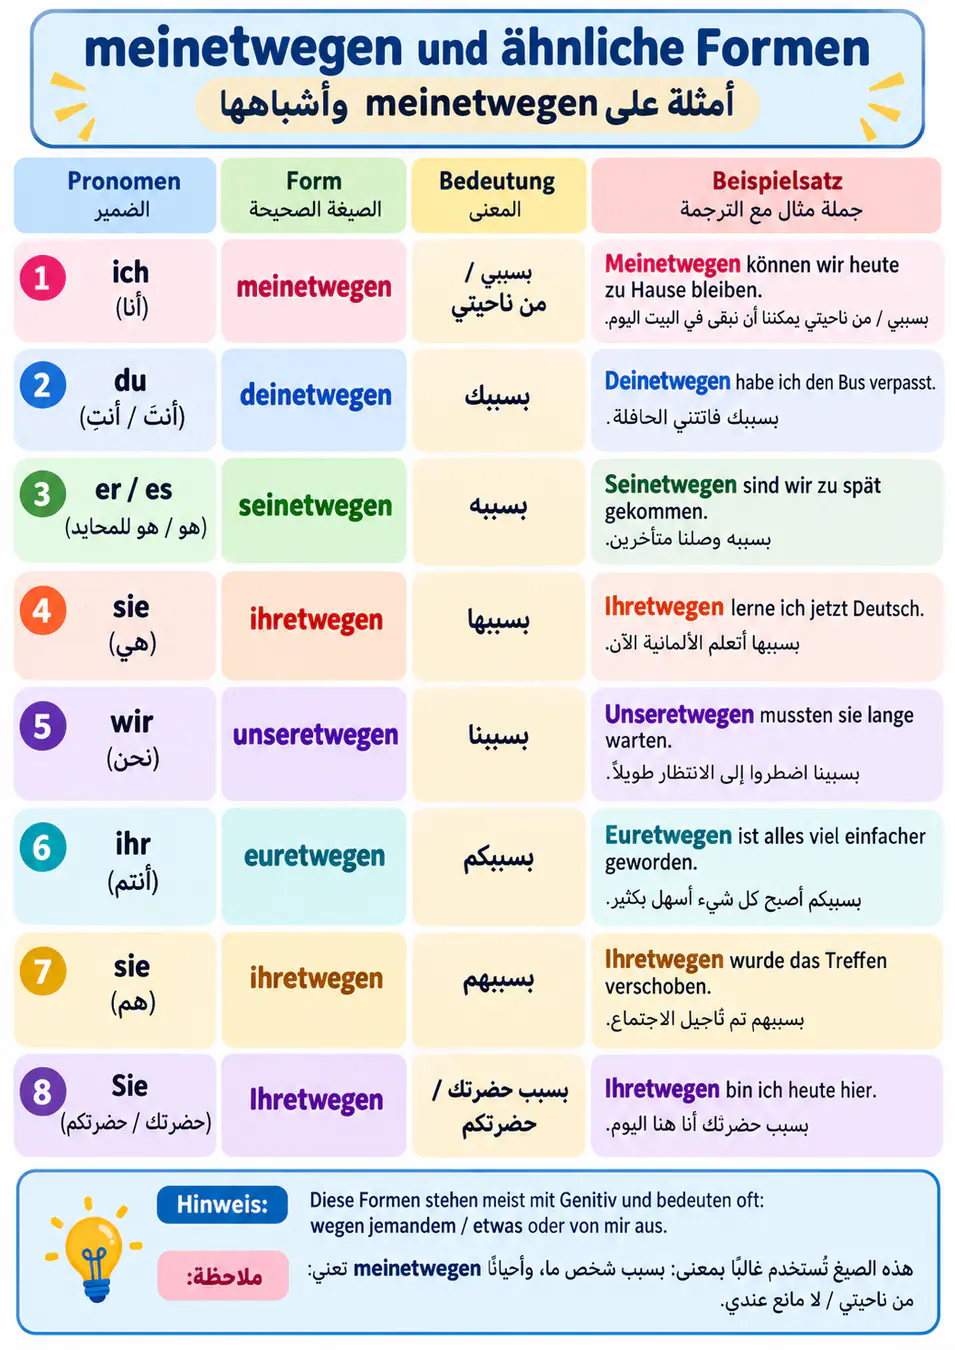 meinetwegen und ähnliche Formen
أمثلة على meinetwegen وأشباهها
Pronomen
الضمير
Form
الصيغة الصحيحة
Bedeutung
المعنى
Beispielsatz
جملة مثال مع الترجمة
1
ich
(أنا)
meinetwegen
بسببي /
من ناحيتي
Meinetwegen können wir heute
zu Hause bleiben.
بسببي / من ناحيتي يمكننا أن نبقى في البيت اليوم.
2
du
(أنتَ / أنتِ)
deinetwegen
بسببك
Deinetwegen habe ich den Bus verpasst.
بسببك فاتتني الحافلة.
3
er / es
(هو / هو للمحايد)
seinetwegen
بسببه
Seinetwegen sind wir zu spät
gekommen.
بسببه وصلنا متأخرين.
4
sie
(هي)
ihretwegen
بسببها
Ihretwegen lerne ich jetzt Deutsch.
بسببها أتعلم الألمانية الآن.
5
wir
(نحن)
unseretwegen
بسببنا
Unseretwegen mussten sie lange
warten.
بسببنا اضطروا إلى الانتظار طويلاً.
6
ihr
(أنتم)
euretwegen
بسببكم
Euretwegen ist alles viel einfacher
geworden.
بسببكم أصبح كل شيء أسهل بكثير.
7
sie
(هم)
ihretwegen
بسببهم
Ihretwegen wurde das Treffen
verschoben.
بسببهم تم تأجيل الاجتماع.
8
Sie
(حضرتك / حضرتكم)
Ihretwegen
بسبب حضرتك /
حضرتكم
Ihretwegen bin ich heute hier.
بسبب حضرتك أنا هنا اليوم.
Hinweis:
Diese Formen stehen meist mit Genitiv und bedeuten oft:
wegen jemandem / etwas oder von mir aus.
ملاحظة:
هذه الصيغ تُستخدم غالبًا بمعنى: بسبب شخص ما، وأحيانًا meinetwegen تعني:
من ناحيتي / لا مانع عندي.